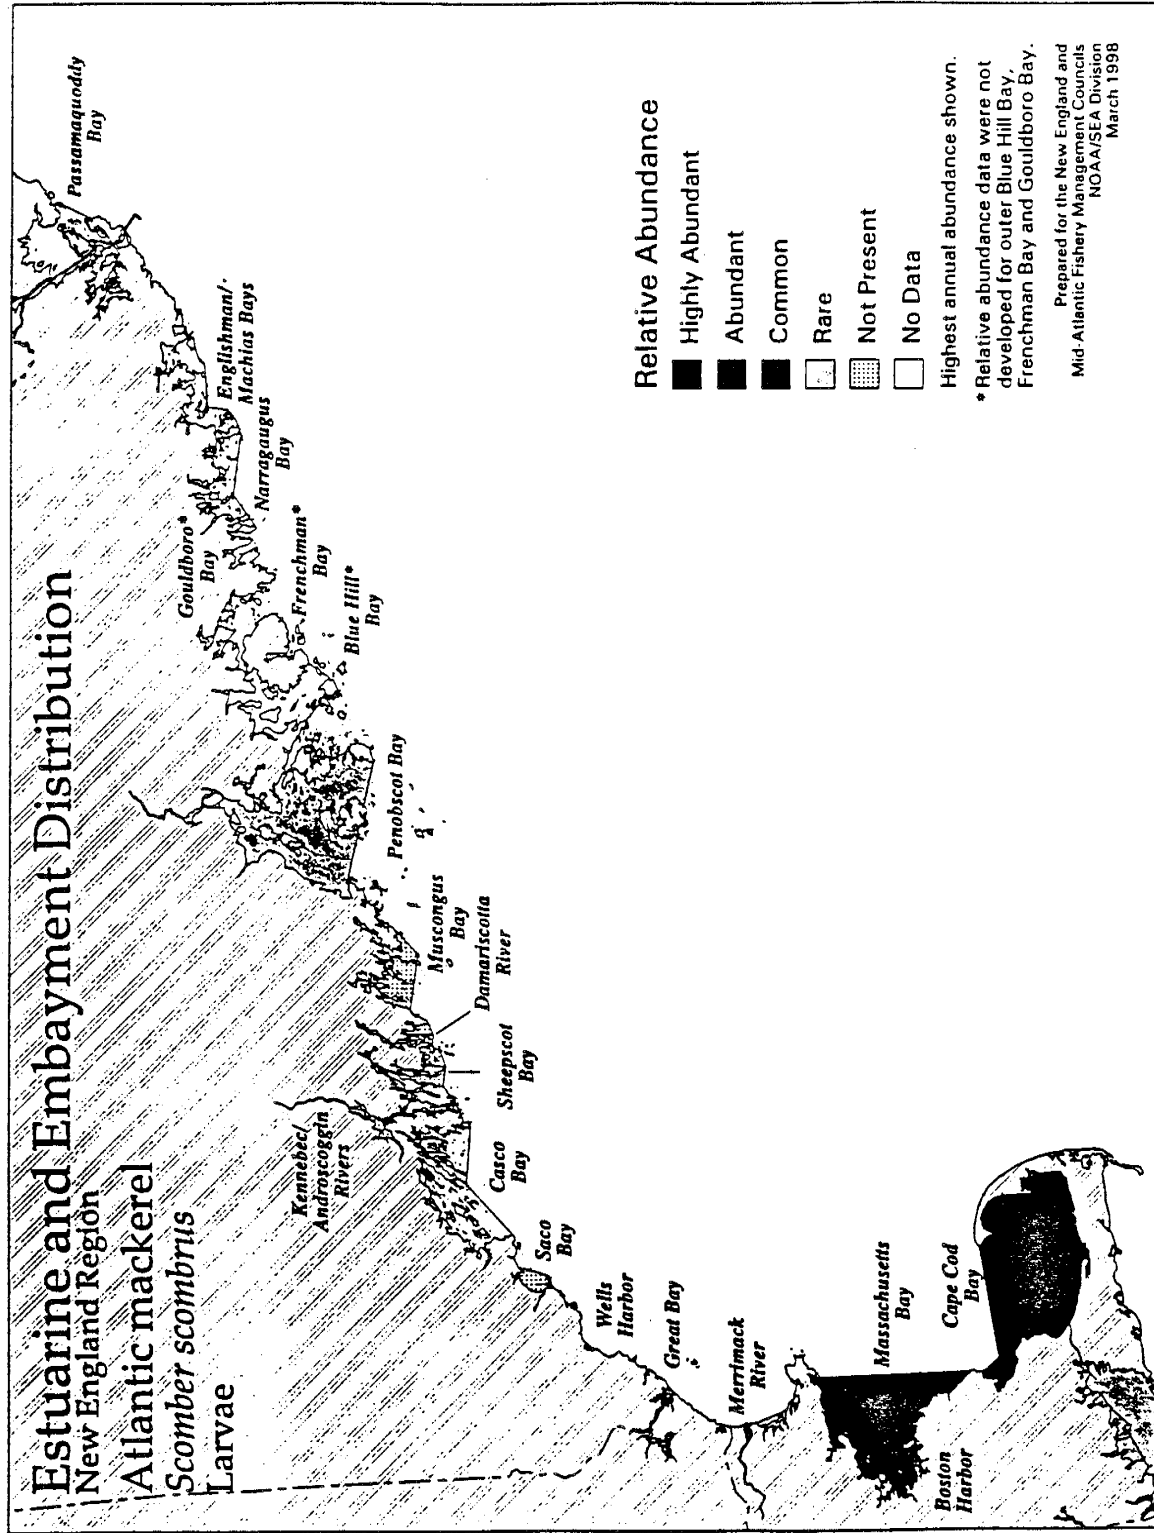 Estuarine and Embayment Distribution
New England Region
Atlantic mackerel
Scomber scombrus
Larvae
Passamaquoddy
Bay
Englishman/
Machias Bays
Narragaugus
Bay
Gouldboro*
Bay
Frenchman*
Bay
Blue Hill*
Bay
Penobscot Bay
Muscongus
Bay
Damariscotta
River
Sheepscot
Bay
Kennebec/
Androscoggin
Rivers
Casco
Bay
Saco
Bay
Wells
Harbor
Great Bay
Merrimack
River
Massachusetts
Bay
Boston
Harbor
Cape Cod
Bay
Relative Abundance
Highly Abundant
Abundant
Common
Rare
Not Present
No Data
Highest annual abundance shown.
* Relative abundance data were not
developed for outer Blue Hill Bay,
Frenchman Bay and Gouldboro Bay.
Prepared for the New England and
Mid-Atlantic Fishery Management Councils
NOAA/SEA Division
March 1998